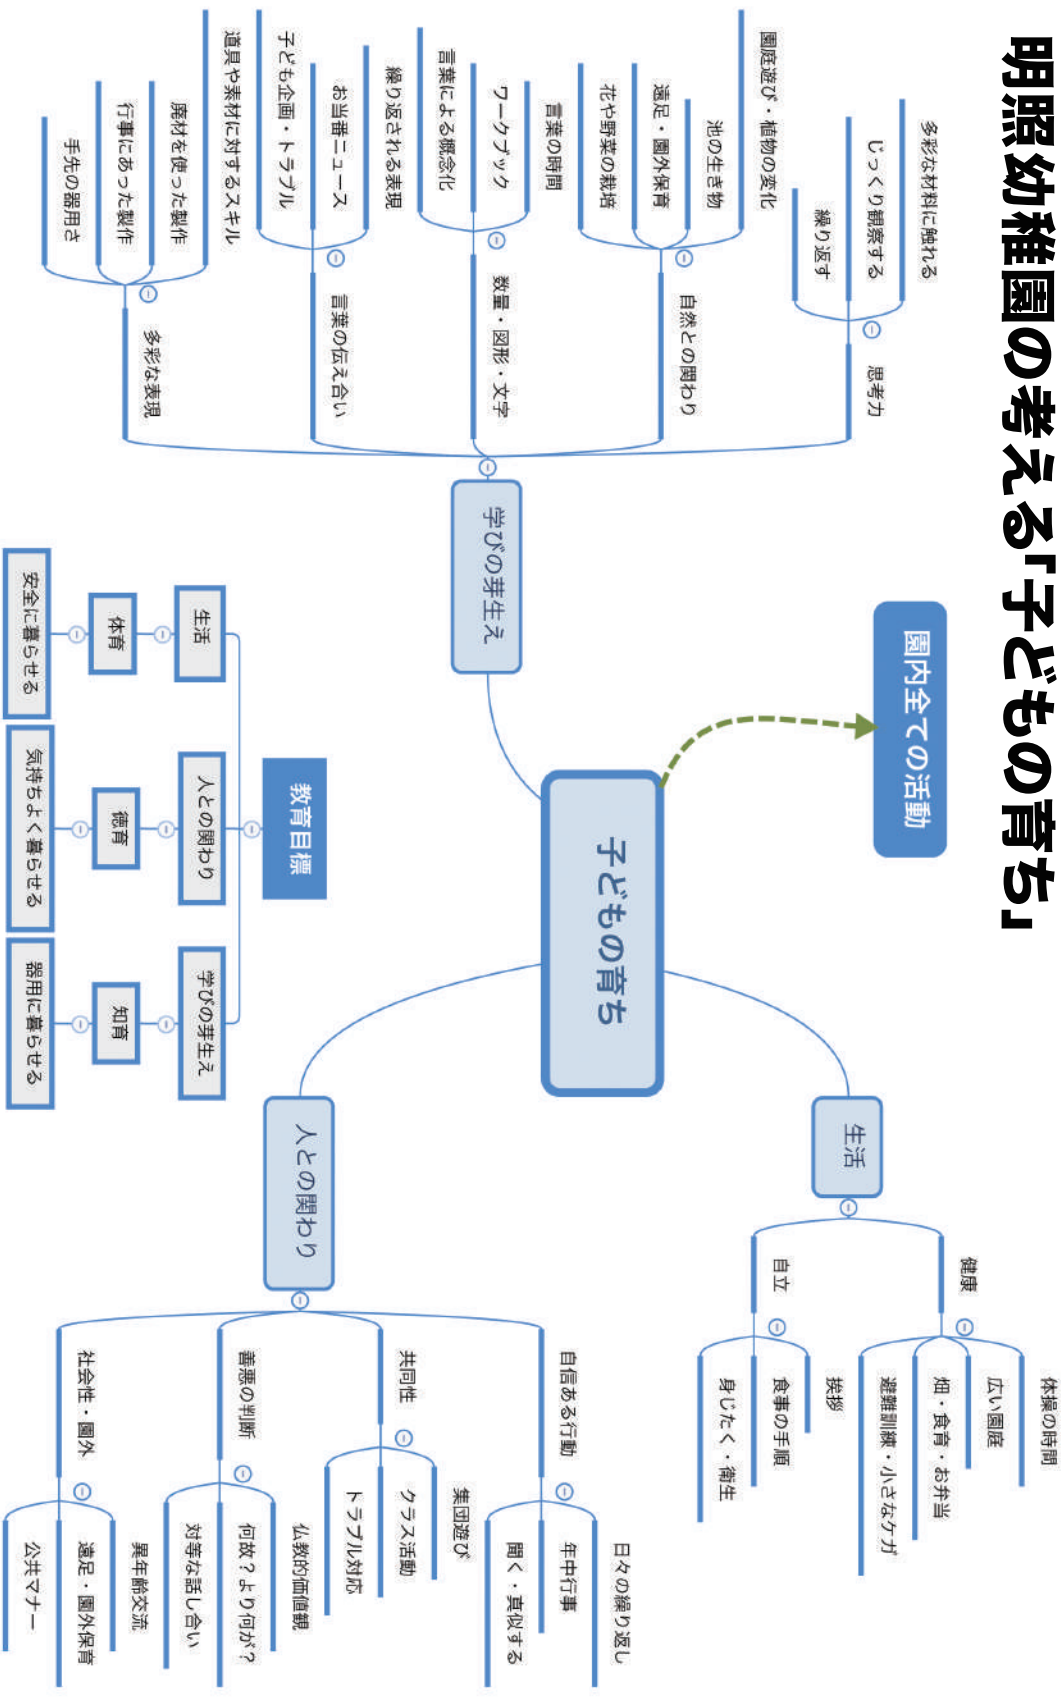 明照幼稚園の考える「子どもの育ち」
園内全ての活動
子どもの育ち
学びの芽生え
思考力
多彩な材料に触れる
じっくり観察する
繰り返す
自然との関わり
園庭遊び・植物の変化
池の生き物
遠足・園外保育
花や野菜の栽培
数量・図形・文字
言葉の時間
ワークブック
言葉による概念化
言葉の伝え合い
繰り返される表現
お当番ニュース
子ども企画・トラブル
多彩な表現
道具や素材に対するスキル
廃材を使った製作
行事にあった製作
手先の器用さ
生活
健康
体操の時間
広い園庭
畑・食育・お弁当
避難訓練・小さなケガ
自立
挨拶
食事の手順
身じたく・衛生
人との関わり
自信ある行動
日々の繰り返し
年中行事
聞く・真似する
共同性
集団遊び
クラス活動
トラブル対応
善悪の判断
仏教的価値観
何故？より何が？
対等な話し合い
社会性・園外
異年齢交流
遠足・園外保育
公共マナー
教育目標
生活
体育
安全に暮らせる
人との関わり
徳育
気持ちよく暮らせる
学びの芽生え
知育
器用に暮らせる